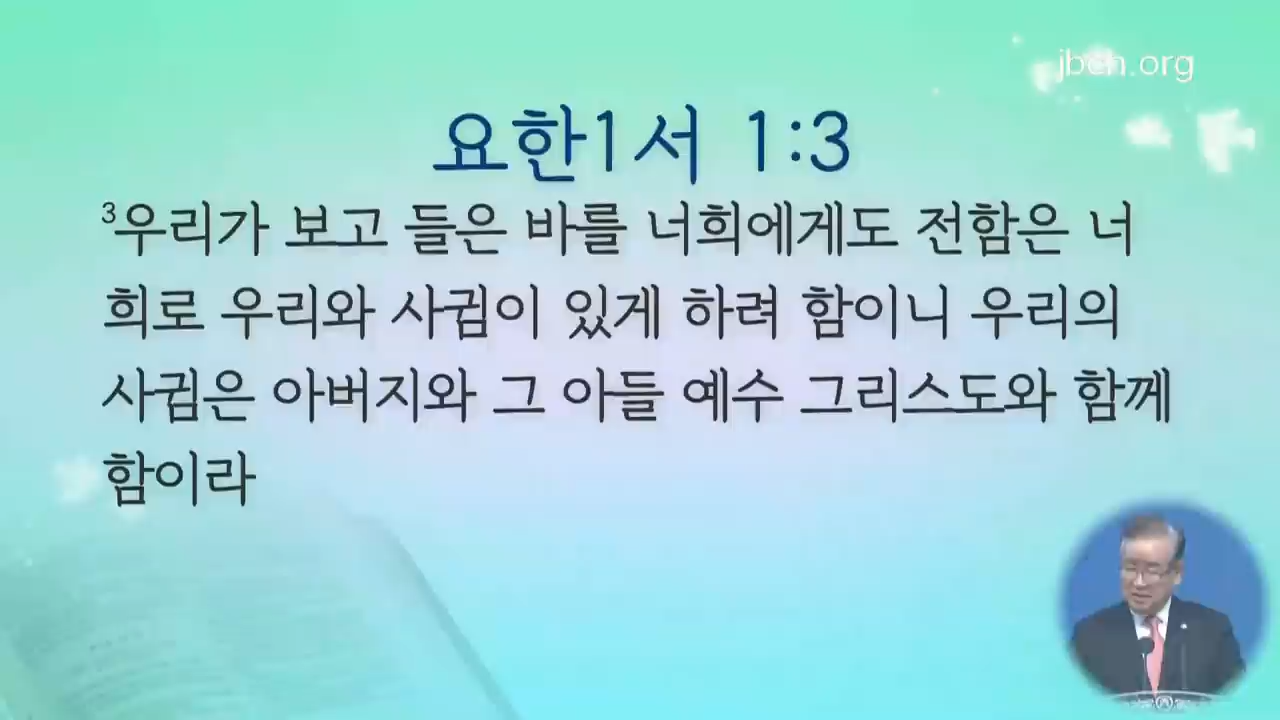 jbch.org
요한1서 1:3
3우리가 보고 들은 바를 너희에게도 전함은 너
희로 우리와 사귐이 있게 하려 함이니 우리의
사귐은 아버지와 그 아들 예수 그리스도와 함께
함이라